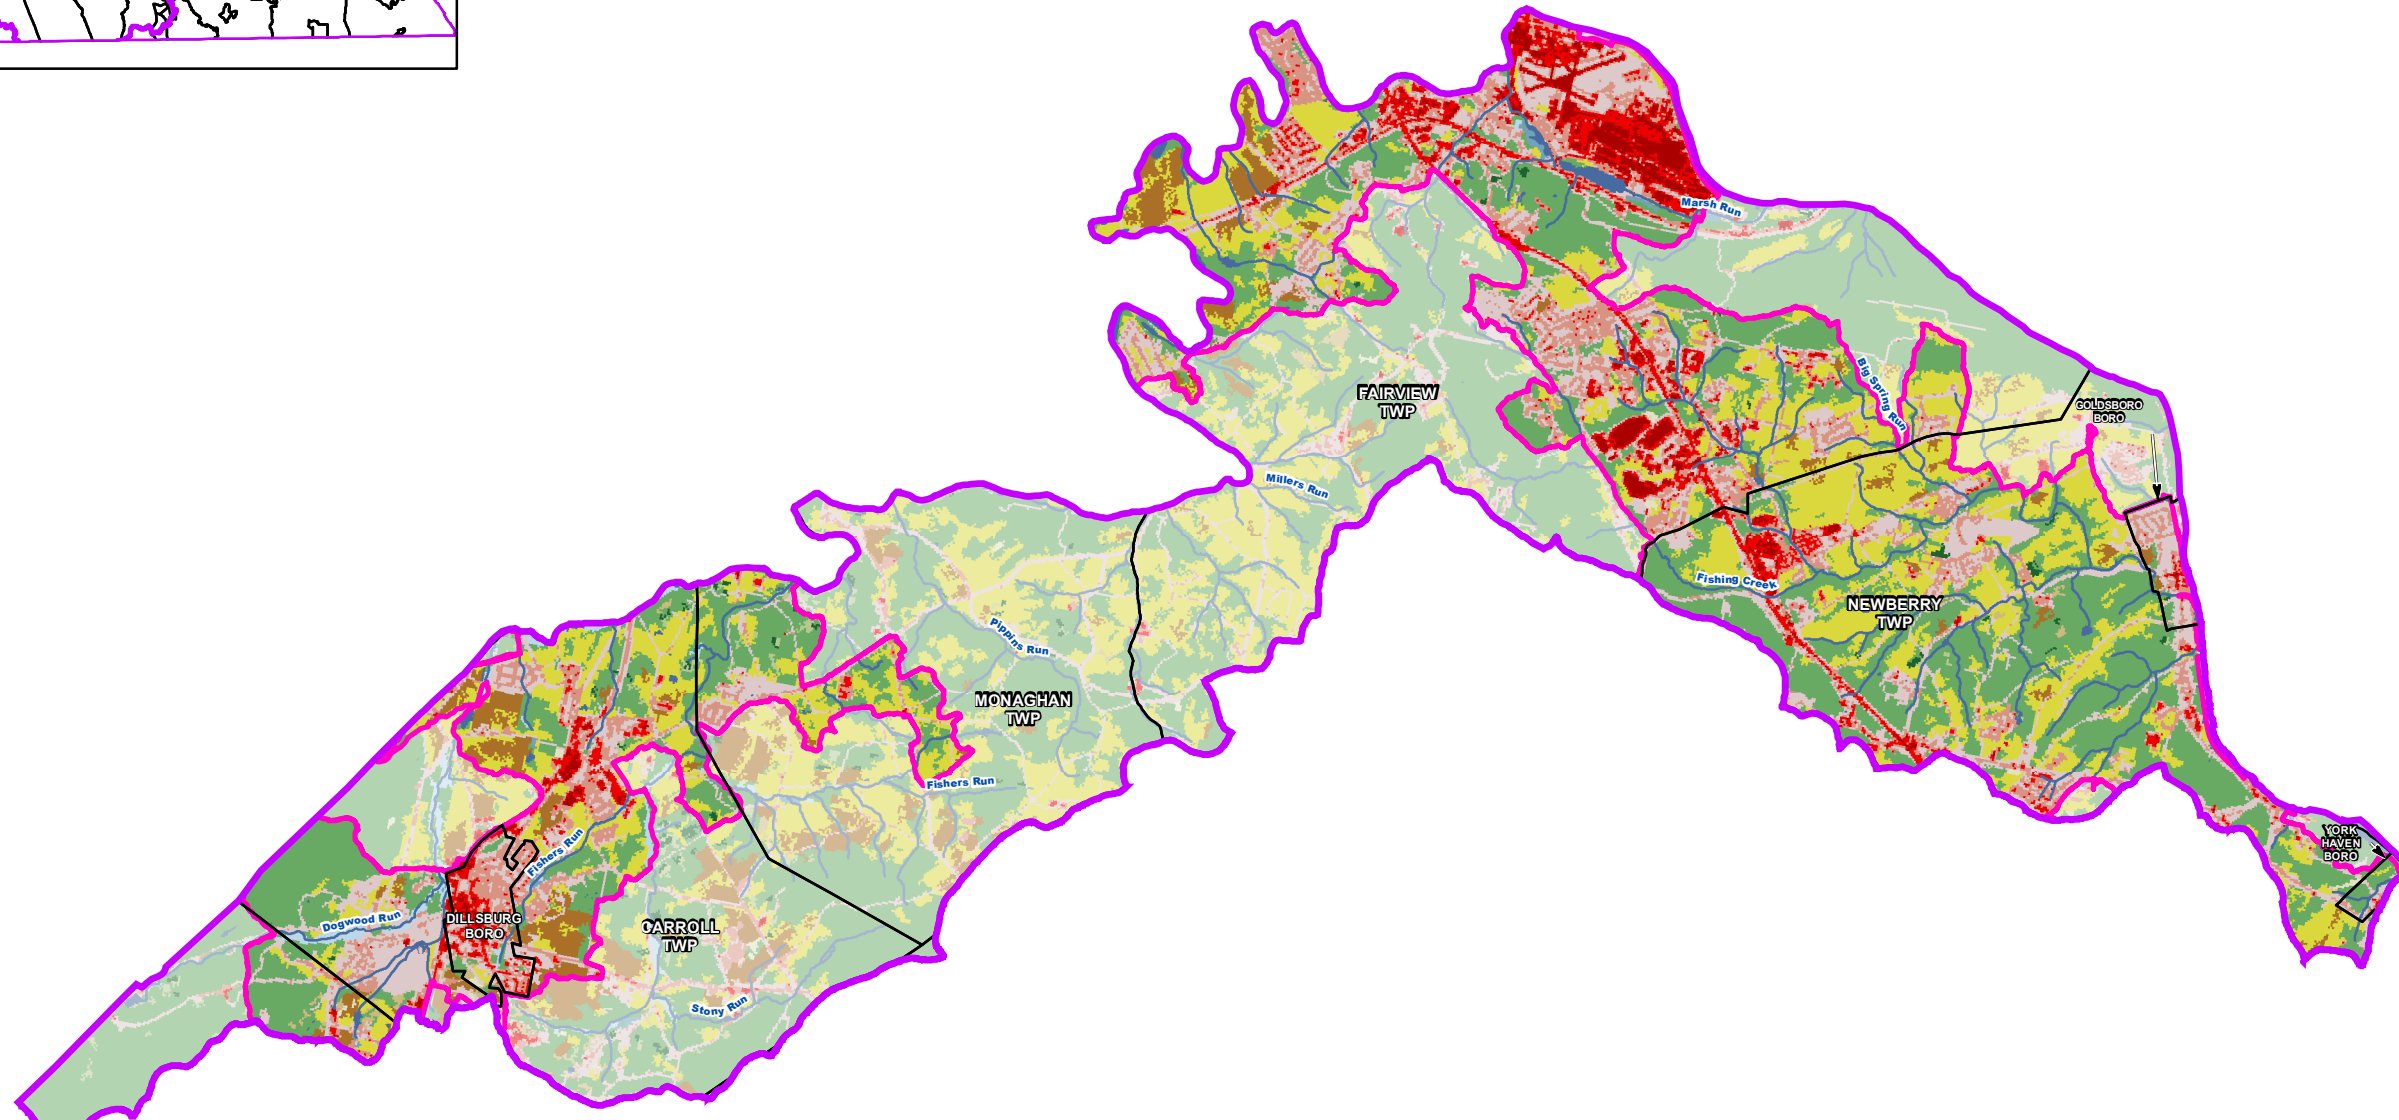 Marsh Run
Big Spring Run
FAIRVIEW
TWP
GOLDSBORO
BORO
Millers Run
Fishing Creek
NEWBERRY
TWP
Pippins Run
MONAGHAN
TWP
Fishers Run
YORK
HAVEN
BORO
Fishers Run
Dogwood Run
DILLSBURG
BORO
CARROLL
TWP
Stony Run